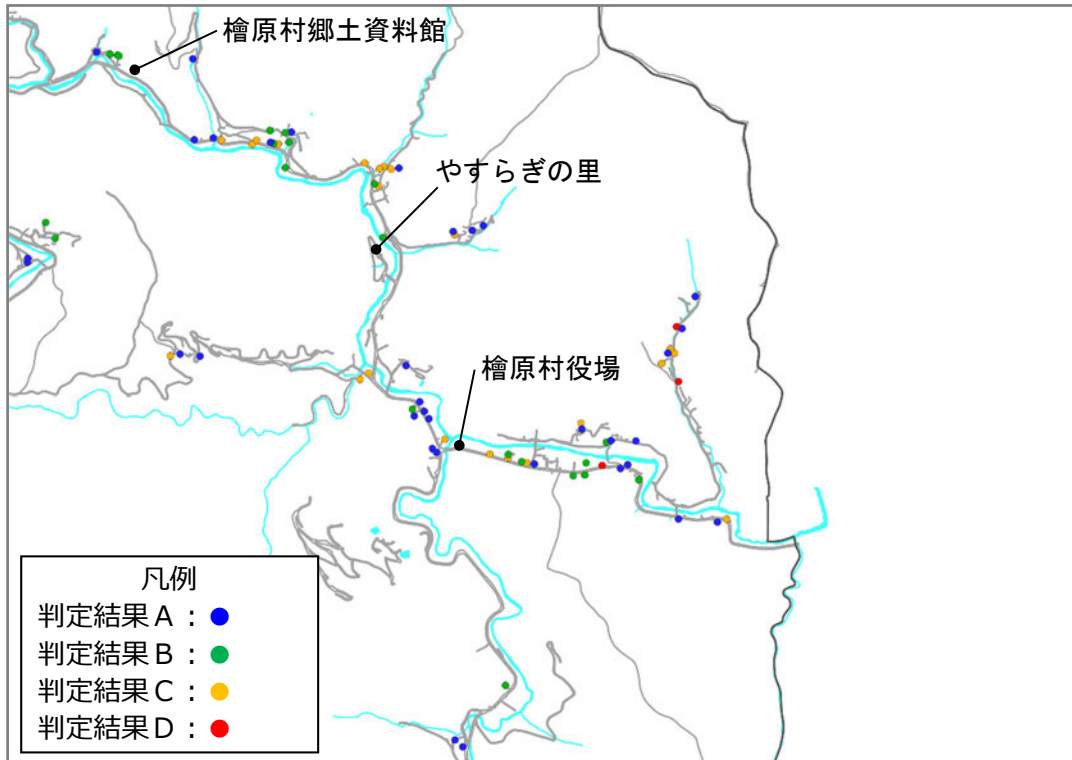 檜原村郷土資料館
やすらぎの里
檜原村役場
凡例
判定結果A：
判定結果B：
判定結果C：
判定結果D：